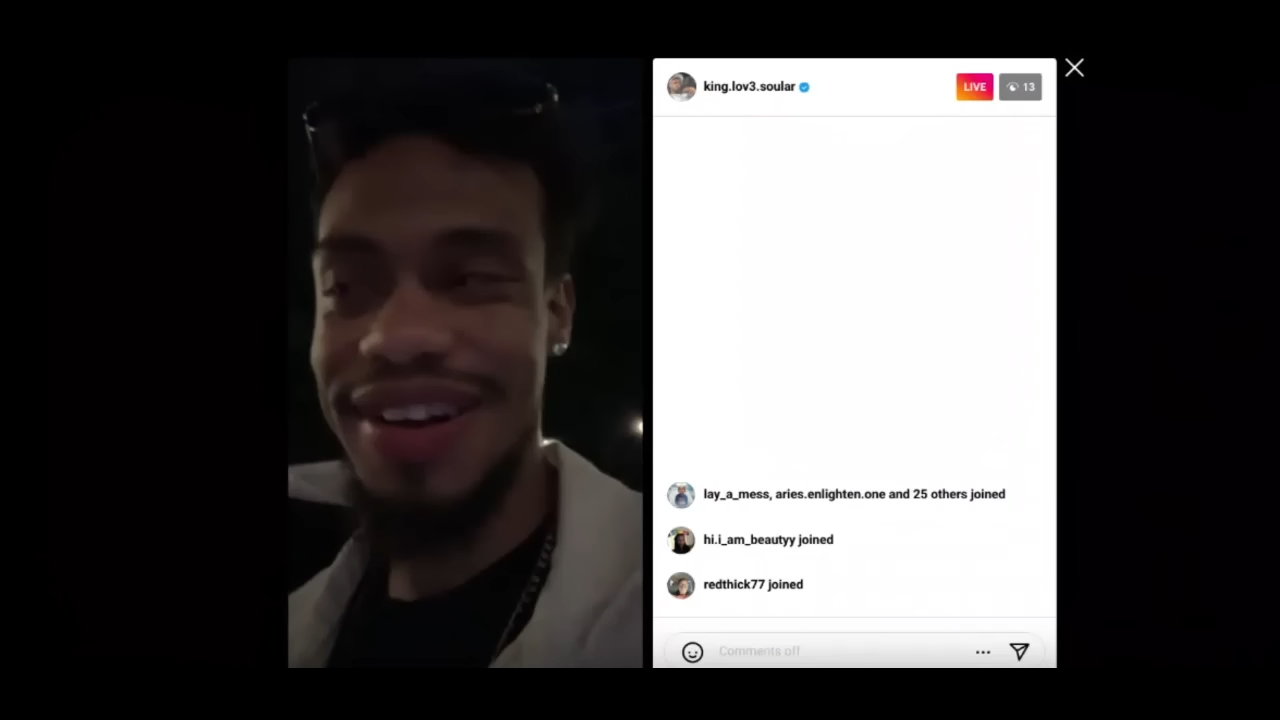 king.lov3.soular
LIVE
13
lay_a_mess, aries.enlighten.one and 25 others joined
hi.i_am_beautyy joined
redthick77 joined
Comments off